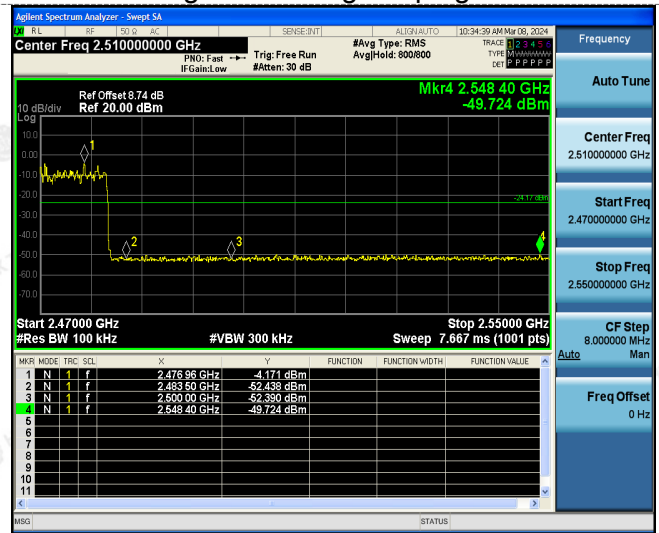 Agilent Spectrum Analyzer - Swept SA
LXI RL RF 50 Ω AC SENSE:INT ALIGN AUTO 10:34:39 AM Mar 08, 2024
Center Freq 2.510000000 GHz #Avg Type: RMS TRACE 1 2 3 4 5 6
PNO: Fast Trig: Free Run Avg|Hold: 800/800 TYPE M
IFGain:Low #Atten: 30 dB DET P P P P P P
Frequency
Mkr4 2.548 40 GHz
Ref Offset 8.74 dB
10 dB/div Ref 20.00 dBm -49.724 dBm
Log
10.0
0.00
-10.0
-20.0
-30.0
-40.0
-50.0
-60.0
-70.0
1
2
3
4
-24.17 dBm
Start 2.47000 GHz Stop 2.55000 GHz
#Res BW 100 kHz #VBW 300 kHz Sweep 7.667 ms (1001 pts)
MKR MODE TRC SCL X Y FUNCTION FUNCTION WIDTH FUNCTION VALUE
1 N 1 f 2.476 96 GHz -4.171 dBm
2 N 1 f 2.483 50 GHz -52.438 dBm
3 N 1 f 2.500 00 GHz -52.390 dBm
4 N 1 f 2.548 40 GHz -49.724 dBm
5
6
7
8
9
10
11
MSG STATUS
Auto Tune
Center Freq
2.510000000 GHz
Start Freq
2.470000000 GHz
Stop Freq
2.550000000 GHz
CF Step
8.000000 MHz
Auto Man
Freq Offset
0 Hz